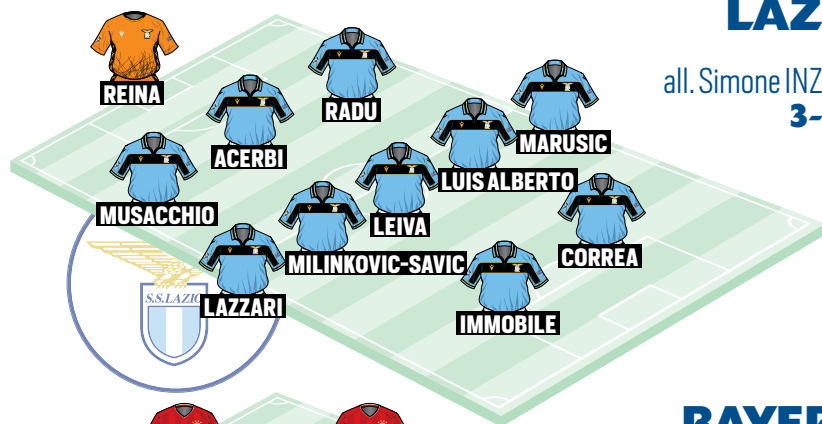 LAZ
all. Simone INZ
3-
REINA
RADU
ACERBI
MARUSIC
LUIS ALBERTO
MUSACCHIO
LEIVA
CORREA
MILINKOVIC-SAVIC
LAZZARI
IMMOBILE
S.S.LAZIO
BAYER